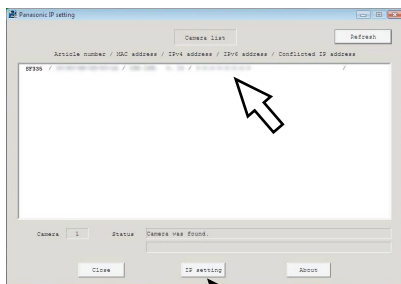 Panasonic IP setting
Camera list
Refresh
Article number / MAC address / IPv4 address / IPv6 address / Conflicted IP address
SF335 / / / /
Camera 1 Status Camera was found.
Close IP setting About